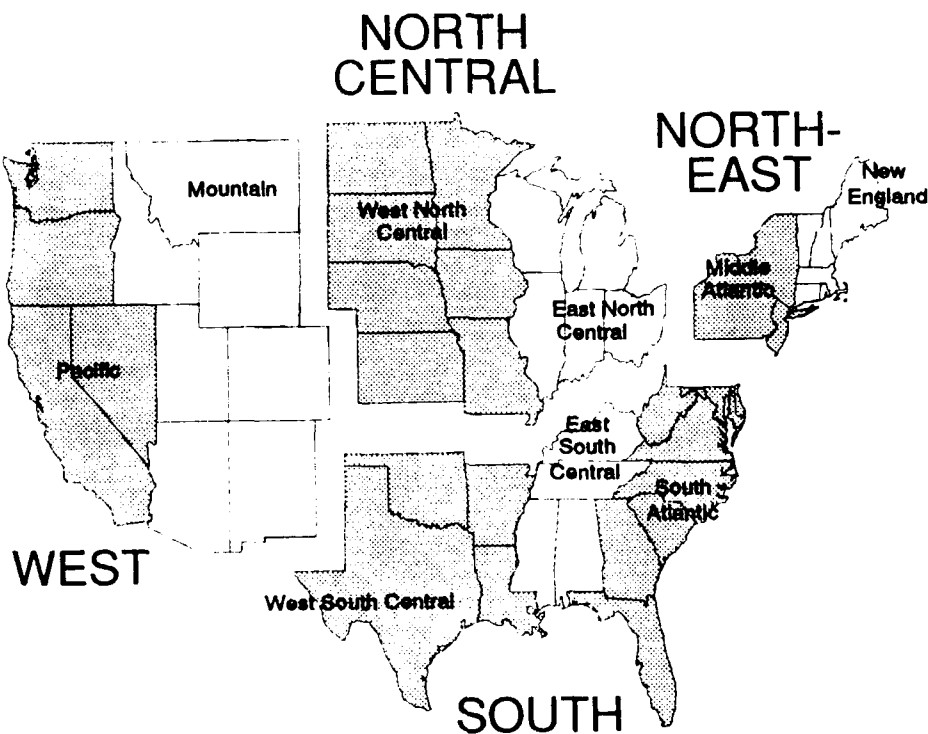 NORTH
CENTRAL
NORTH-
EAST
New
England
Mountain
West North
Central
Middle
Atlantic
East North
Central
Pacific
East
South
Central
South
Atlantic
WEST
West South Central
SOUTH